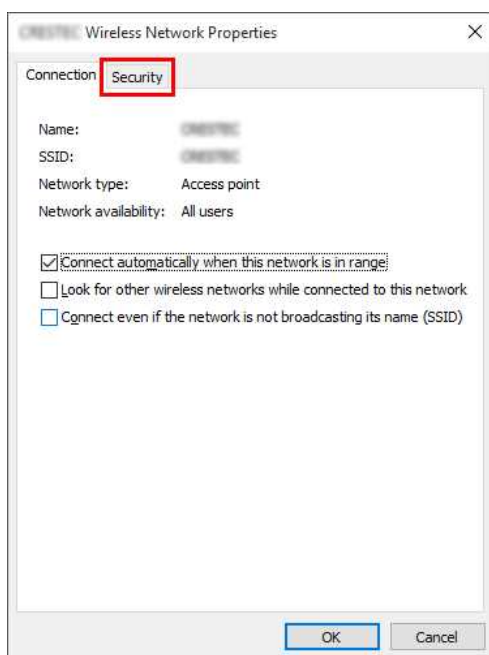 Wireless Network Properties
Connection
Security
Name:
SSID:
Network type: Access point
Network availability: All users
Connect automatically when this network is in range
Look for other wireless networks while connected to this network
Connect even if the network is not broadcasting its name (SSID)
OK
Cancel